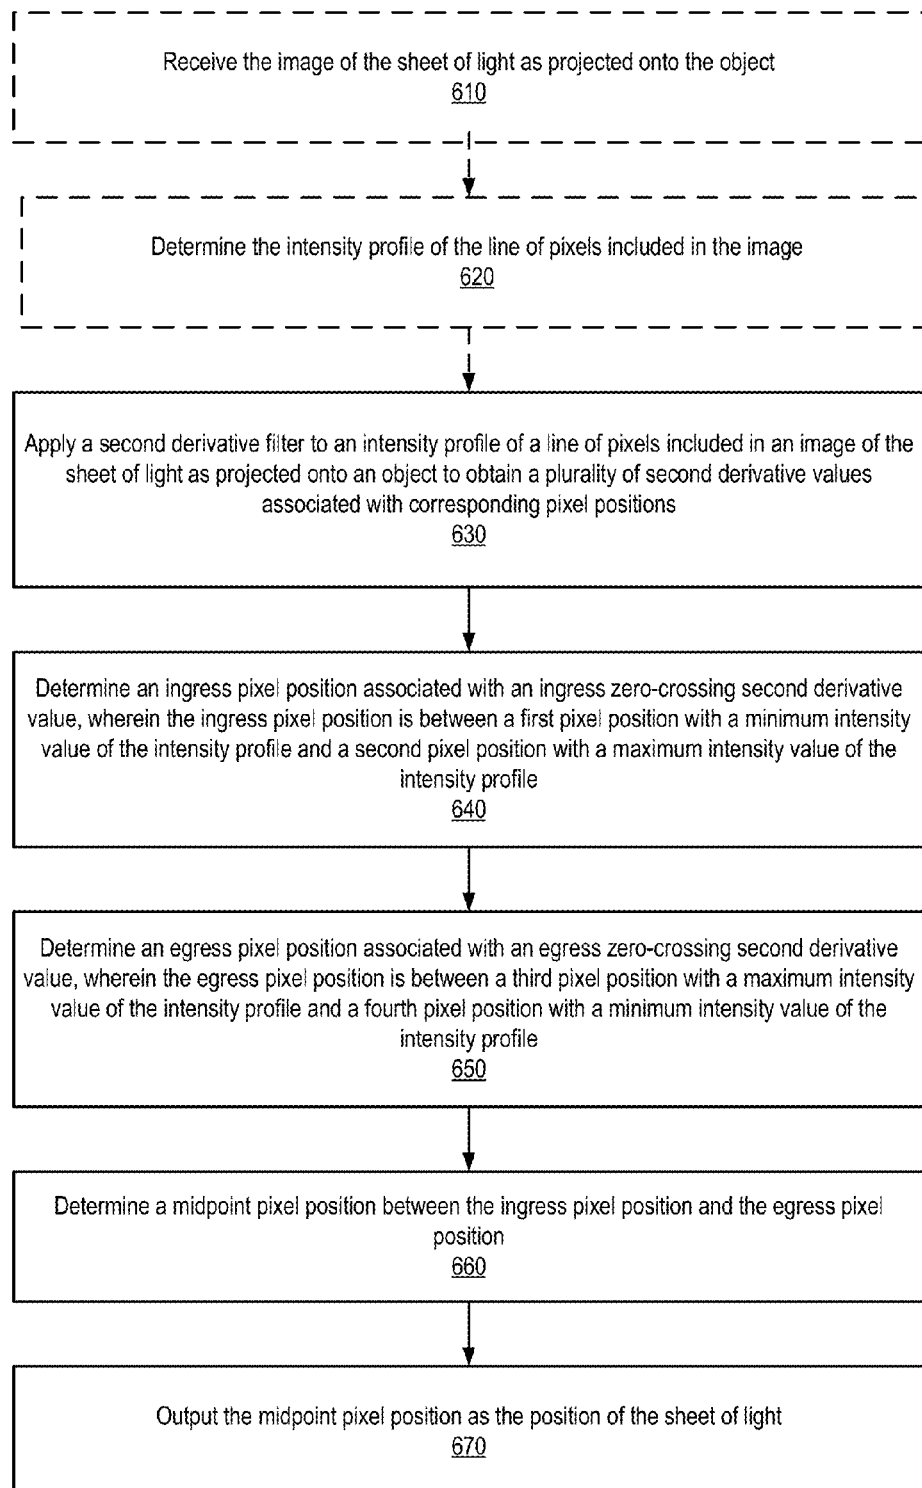 Receive the image of the sheet of light as projected onto the object
610
Determine the intensity profile of the line of pixels included in the image
620
Apply a second derivative filter to an intensity profile of a line of pixels included in an image of the
sheet of light as projected onto an object to obtain a plurality of second derivative values
associated with corresponding pixel positions
630
Determine an ingress pixel position associated with an ingress zero-crossing second derivative
value, wherein the ingress pixel position is between a first pixel position with a minimum intensity
value of the intensity profile and a second pixel position with a maximum intensity value of the
intensity profile
640
Determine an egress pixel position associated with an egress zero-crossing second derivative
value, wherein the egress pixel position is between a third pixel position with a maximum intensity
value of the intensity profile and a fourth pixel position with a minimum intensity value of the
intensity profile
650
Determine a midpoint pixel position between the ingress pixel position and the egress pixel
position
660
Output the midpoint pixel position as the position of the sheet of light
670